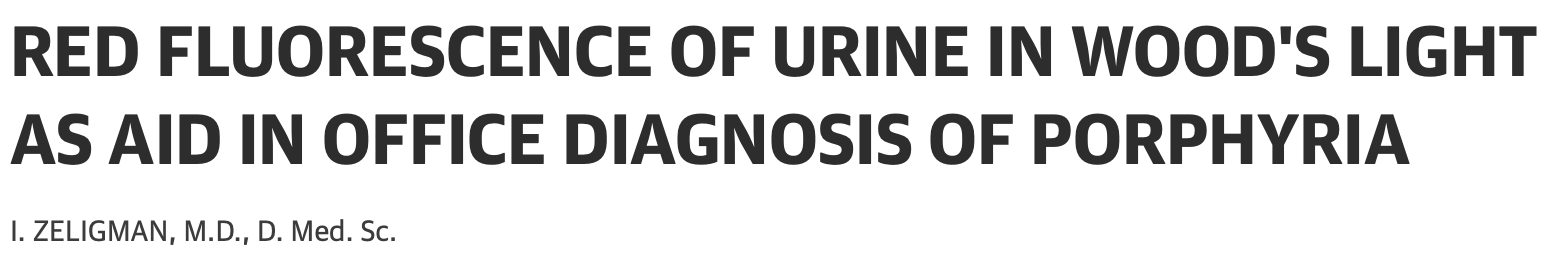 RED FLUORESCENCE OF URINE IN WOOD'S LIGHT
AS AID IN OFFICE DIAGNOSIS OF PORPHYRIA
I. ZELIGMAN, M.D., D. Med. Sc.